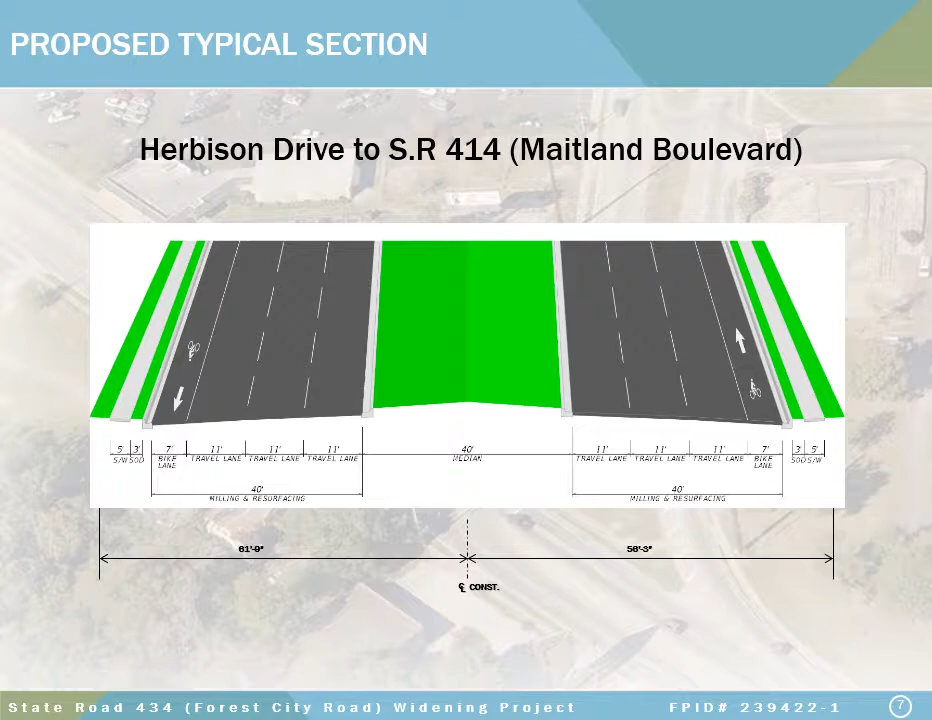 PROPOSED TYPICAL SECTION
Herbison Drive to S.R 414 (Maitland Boulevard)
5' 3' 7' 11' 11' 11' 40' 11' 11' 11' 7' 3' 5'
S/W SOD BIKE LANE TRAVEL LANE TRAVEL LANE TRAVEL LANE MEDIAN TRAVEL LANE TRAVEL LANE TRAVEL LANE BIKE LANE SOD S/W
40' 40'
MILLING & RESURFACING MILLING & RESURFACING
61'-9" 56'-3"
℄ CONST.
State Road 434 (Forest City Road) Widening Project FPID# 239422-1 7